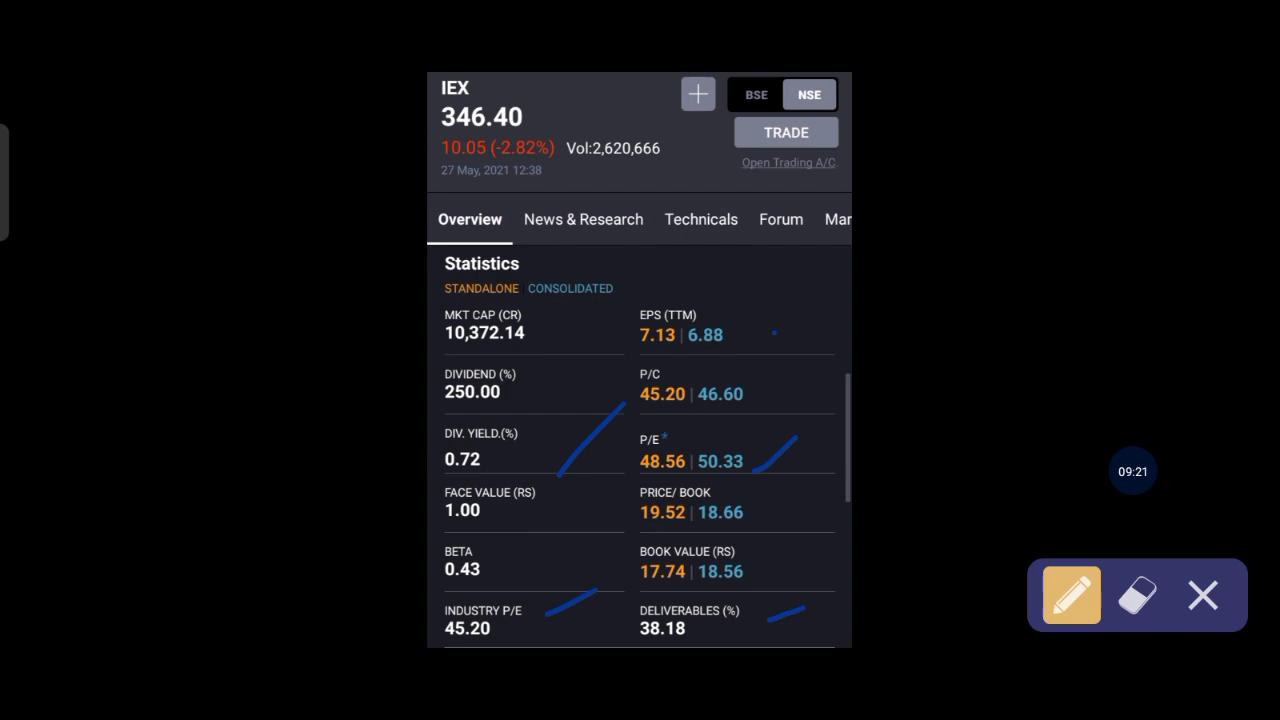 IEX
BSE NSE
346.40
TRADE
10.05 (-2.82%) Vol:2,620,666
27 May, 2021 12:38
Open Trading A/C.
Overview News & Research Technicals Forum Mar
Statistics
STANDALONE CONSOLIDATED
MKT CAP (CR) EPS (TTM)
10,372.14 7.13 | 6.88
DIVIDEND (%) P/C
250.00 45.20 | 46.60
DIV. YIELD.(%) P/E *
0.72 48.56 | 50.33
FACE VALUE (RS) PRICE/ BOOK
1.00 19.52 | 18.66
BETA BOOK VALUE (RS)
0.43 17.74 | 18.56
INDUSTRY P/E DELIVERABLES (%)
45.20 38.18
09:21